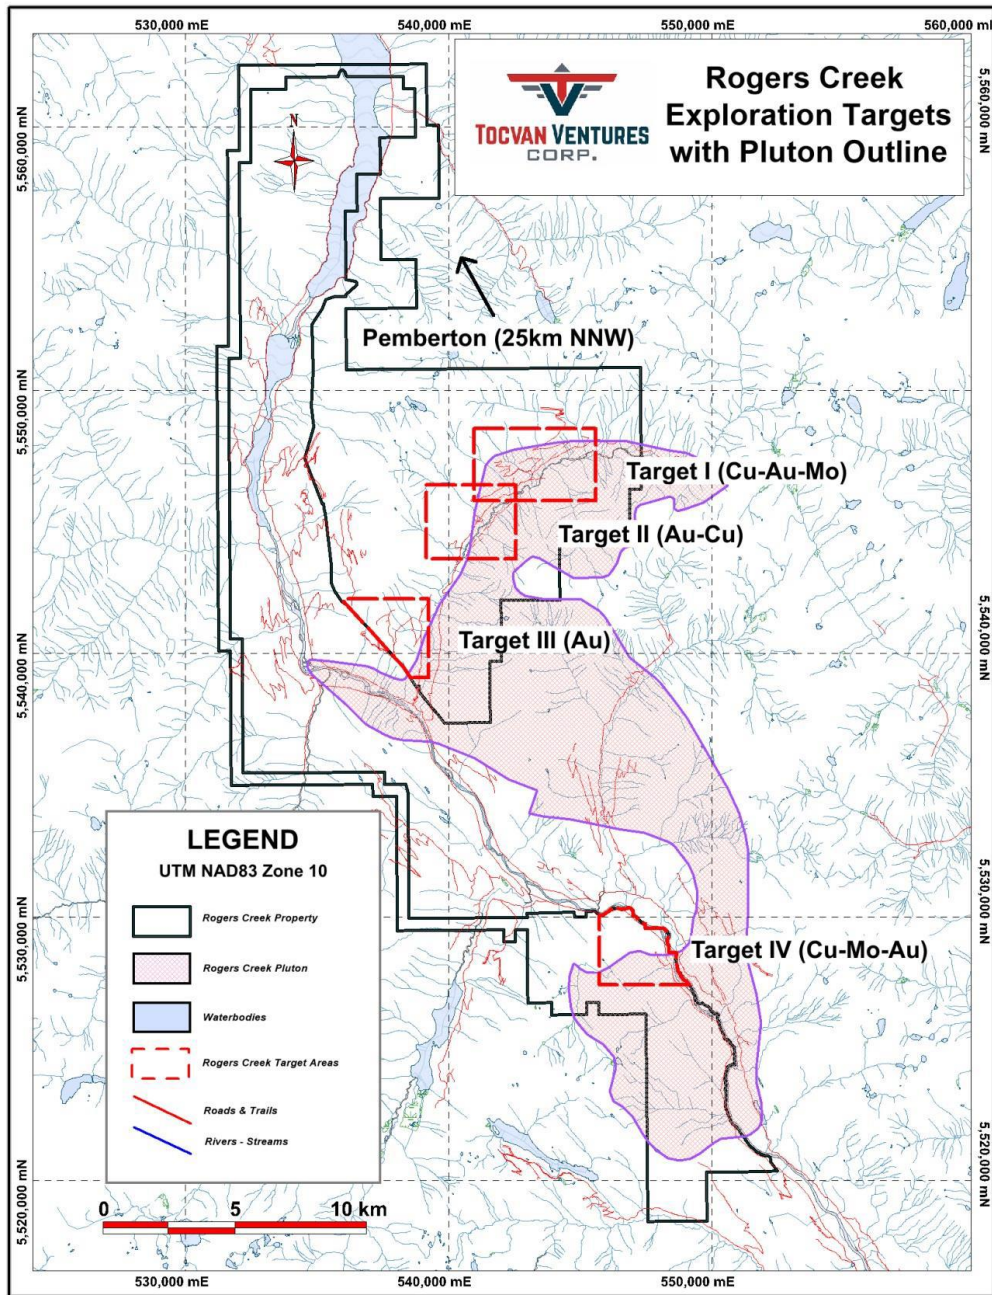 530,000 mE
540,000 mE
550,000 mE
560,000 mE
TOCVAN VENTURES
CORP.
Rogers Creek
Exploration Targets
with Pluton Outline
N
5,560,000 mN
5,560,000 mN
Pemberton (25km NNW)
5,550,000 mN
5,550,000 mN
Target I (Cu-Au-Mo)
Target II (Au-Cu)
Target III (Au)
5,540,000 mN
5,540,000 mN
LEGEND
UTM NAD83 Zone 10
Rogers Creek Property
Rogers Creek Pluton
Waterbodies
Rogers Creek Target Areas
Roads & Trails
Rivers - Streams
Target IV (Cu-Mo-Au)
5,530,000 mN
5,530,000 mN
5,520,000 mN
5,520,000 mN
0 5 10 km
530,000 mE
540,000 mE
550,000 mE